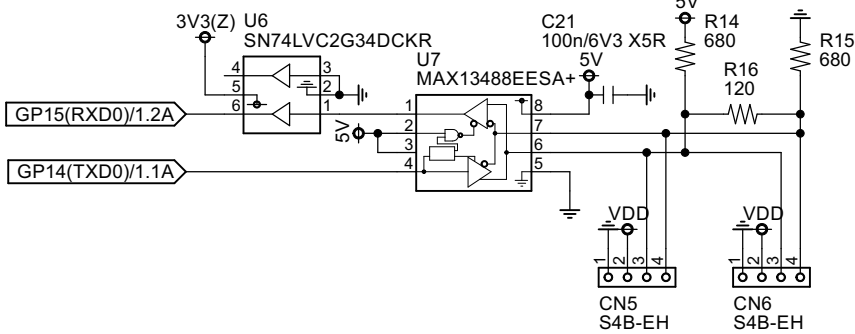 5V
3V3(Z) U6
SN74LVC2G34DCKR
C21
100n/6V3 X5R
5V
R14
680
R15
680
U7
MAX13488EESA+
R16
120
4
5
6
3
2
1
GP15(RXD0)/1.2A
5V
1
2
3
4
8
7
6
5
GP14(TXD0)/1.1A
VDD
VDD
1
2
3
4
1
2
3
4
CN5
S4B-EH
CN6
S4B-EH